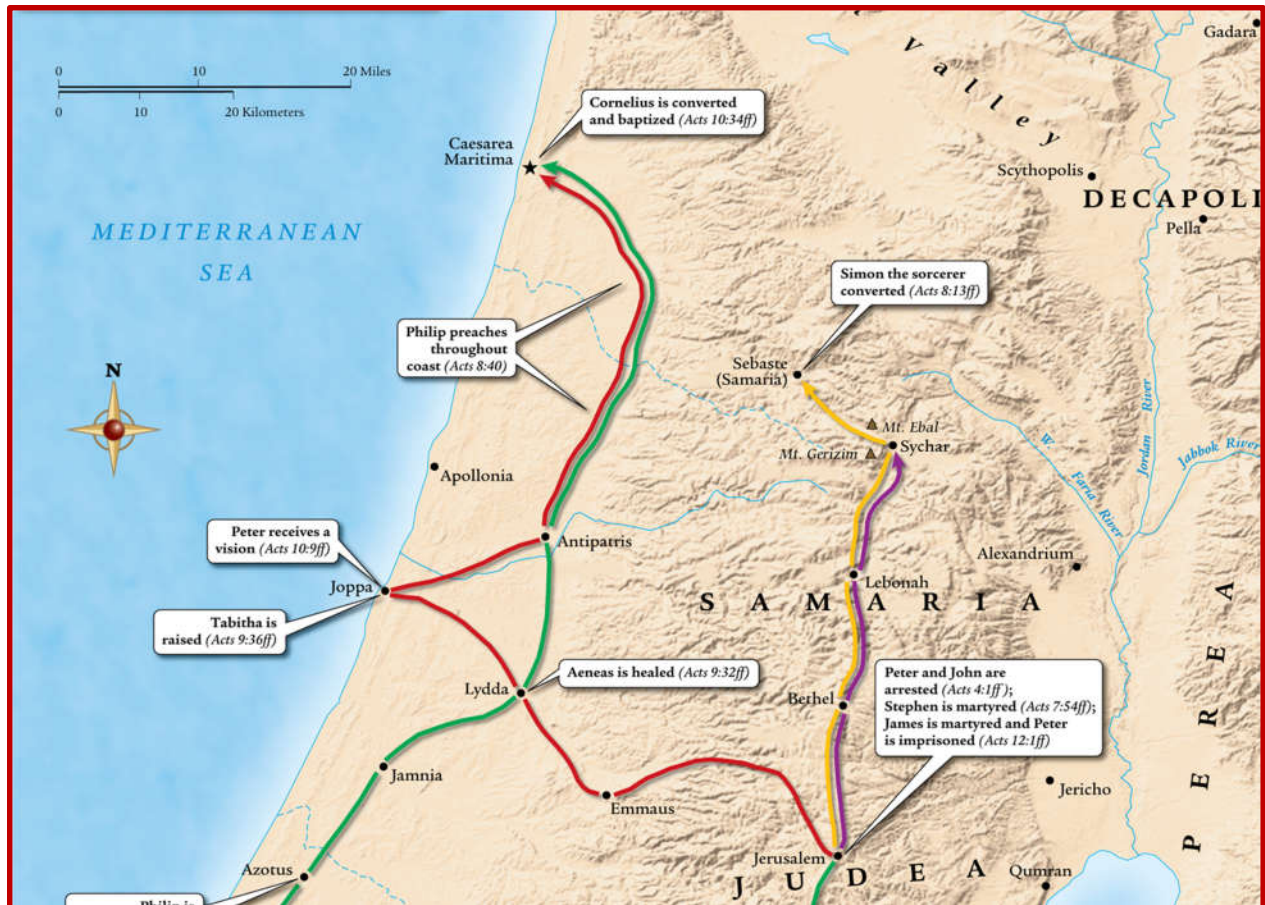 Valley
Gadara
0 10 20 Miles
0 10 20 Kilometers
Cornelius is converted
and baptized (Acts 10:34ff)
Caesarea
Maritima
Scythopolis
DECAPOLI
Pella
MEDITERRANEAN
SEA
Simon the sorcerer
converted (Acts 8:13ff)
Philip preaches
throughout
coast (Acts 8:40)
N
Sebaste
(Samaria)
Mt. Ebal
Sychar
Mt. Gerizim
Jordan River
Jabbok River
W. Faria River
Apollonia
Peter receives a
vision (Acts 10:9ff)
Antipatris
Alexandrium
Joppa
Lebonah
SAMARIA
PEREA
Tabitha is
raised (Acts 9:36ff)
Aeneas is healed (Acts 9:32ff)
Lydda
Bethel
Peter and John are
arrested (Acts 4:1ff);
Stephen is martyred (Acts 7:54ff);
James is martyred and Peter
is imprisoned (Acts 12:1ff)
Jamnia
Emmaus
Jericho
Jerusalem
JUDEA
Qumran
Azotus
Philip is